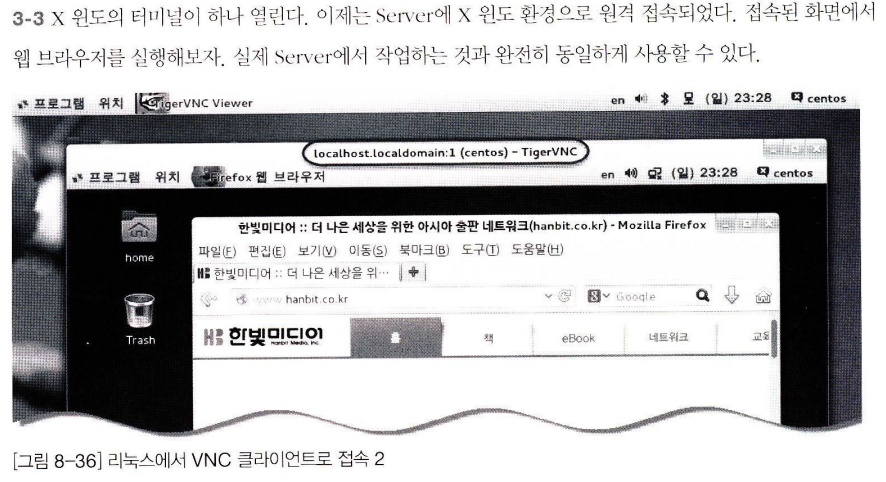 3-3 X 윈도의 터미널이 하나 열린다. 이제는 Server에 X 윈도 환경으로 원격 접속되었다. 접속된 화면에서
웹 브라우저를 실행해보자. 실제 Server에서 작업하는 것과 완전히 동일하게 사용할 수 있다.
프로그램 위치 TigerVNC Viewer en (일) 23:28 centos
localhost.localdomain:1 (centos) - TigerVNC
프로그램 위치 Firefox 웹 브라우저 en (일) 23:28 centos
한빛미디어 :: 더 나은 세상을 위한 아시아 출판 네트워크(hanbit.co.kr) - Mozilla Firefox
home
파일(F) 편집(E) 보기(V) 이동(S) 북마크(B) 도구(T) 도움말(H)
한빛미디어 :: 더 나은 세상을 위…
www.hanbit.co.kr Google
Trash
한빛미디어 홈 책 eBook 네트워크 교육
Hanbit Media, Inc.
[그림 8-36] 리눅스에서 VNC 클라이언트로 접속 2